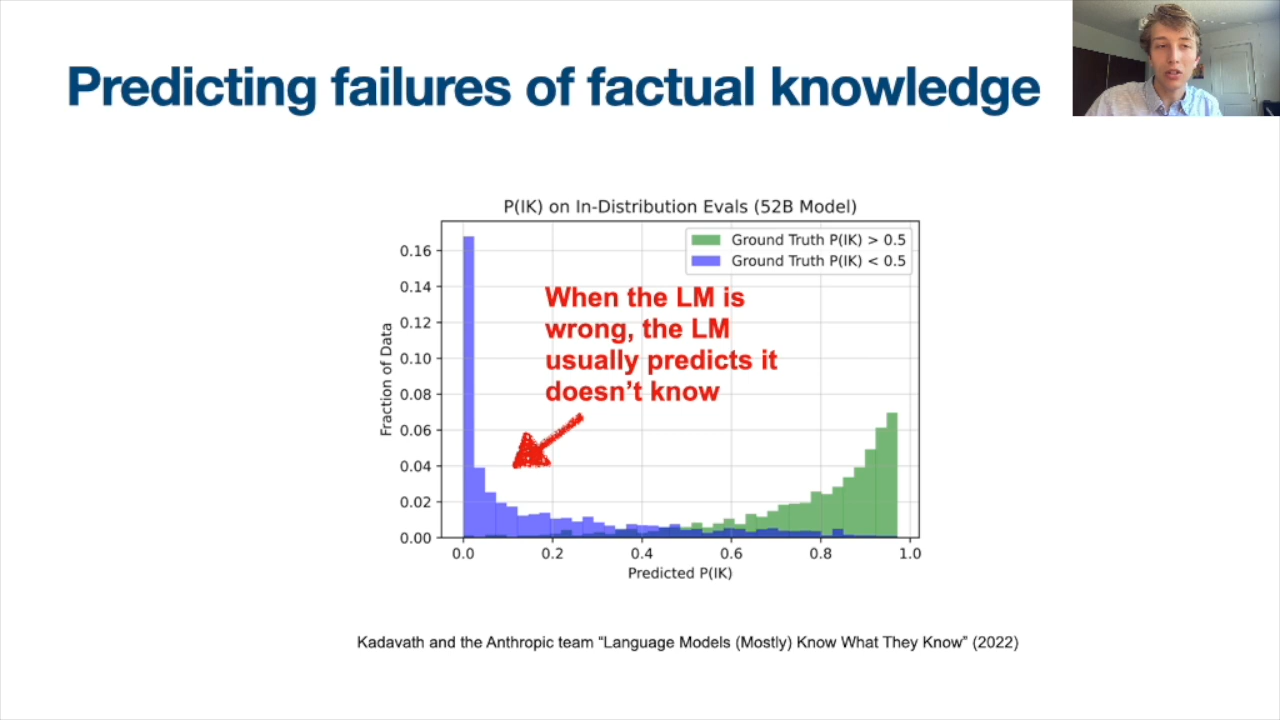 Predicting failures of factual knowledge
P(IK) on In-Distribution Evals (52B Model)
Ground Truth P(IK) > 0.5
Ground Truth P(IK) < 0.5
When the LM is
wrong, the LM
usually predicts it
doesn’t know
Fraction of Data
0.16
0.14
0.12
0.10
0.08
0.06
0.04
0.02
0.00
0.0 0.2 0.4 0.6 0.8 1.0
Predicted P(IK)
Kadavath and the Anthropic team “Language Models (Mostly) Know What They Know” (2022)